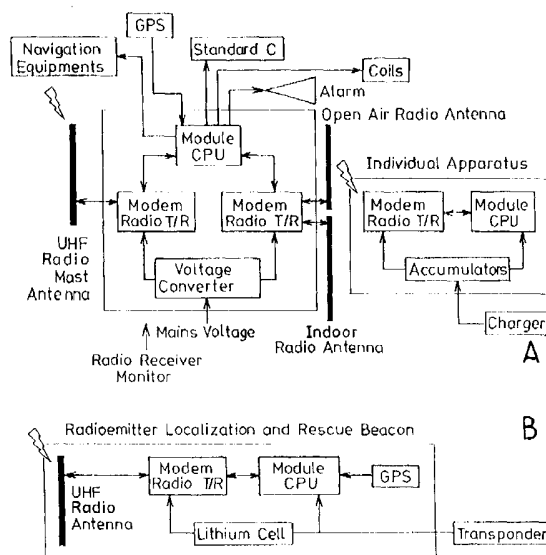 GPS
Navigation
Equipments
Standard C
Coils
Alarm
Open Air Radio Antenna
Module
CPU
Individual Apparatus
Modem
Radio T/R
Modem
Radio T/R
Modem
Radio T/R
Module
CPU
UHF
Radio
Mast
Antenna
Voltage
Converter
Accumulators
Mains Voltage
Radio Receiver
Monitor
Indoor
Radio Antenna
Charger
A
B
Radioemitter Localization and Rescue Beacon
Modem
Radio T/R
Module
CPU
GPS
UHF
Radio
Antenna
Lithium Cell
Transponder